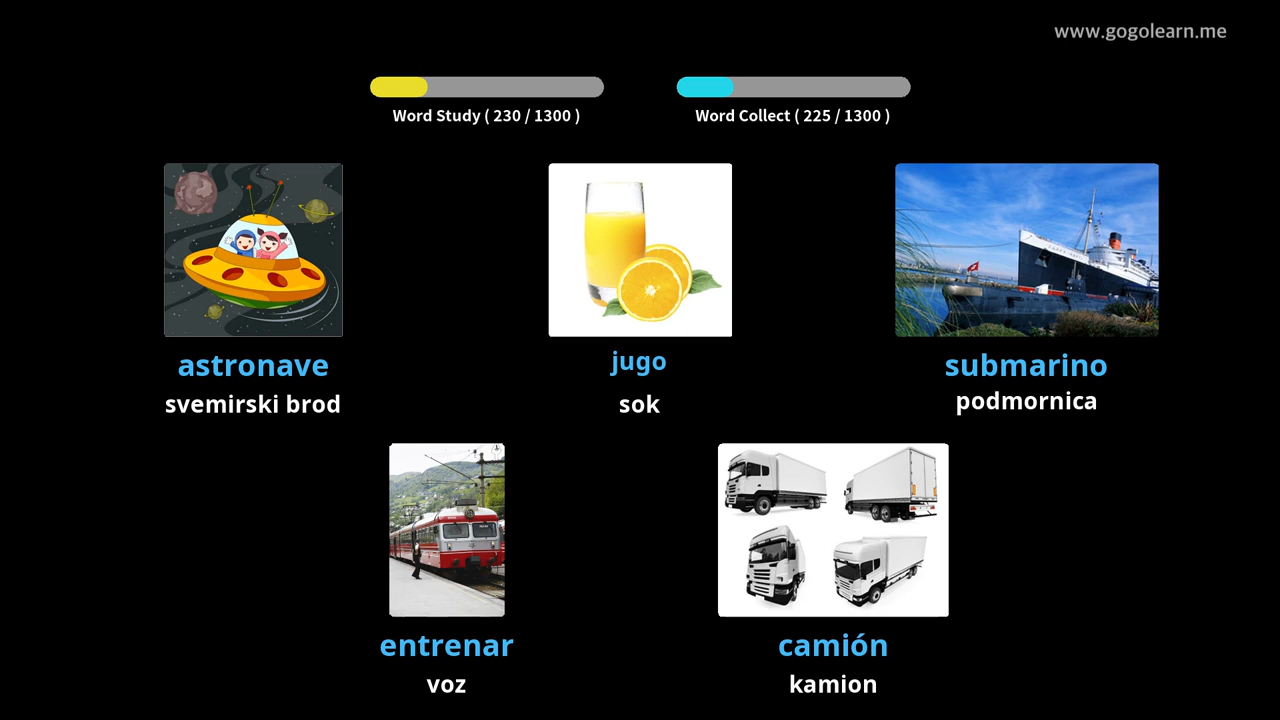 www.gogolearn.me
Word Study ( 230 / 1300 )
Word Collect ( 225 / 1300 )
astronave
svemirski brod
jugo
sok
submarino
podmornica
entrenar
voz
camión
kamion